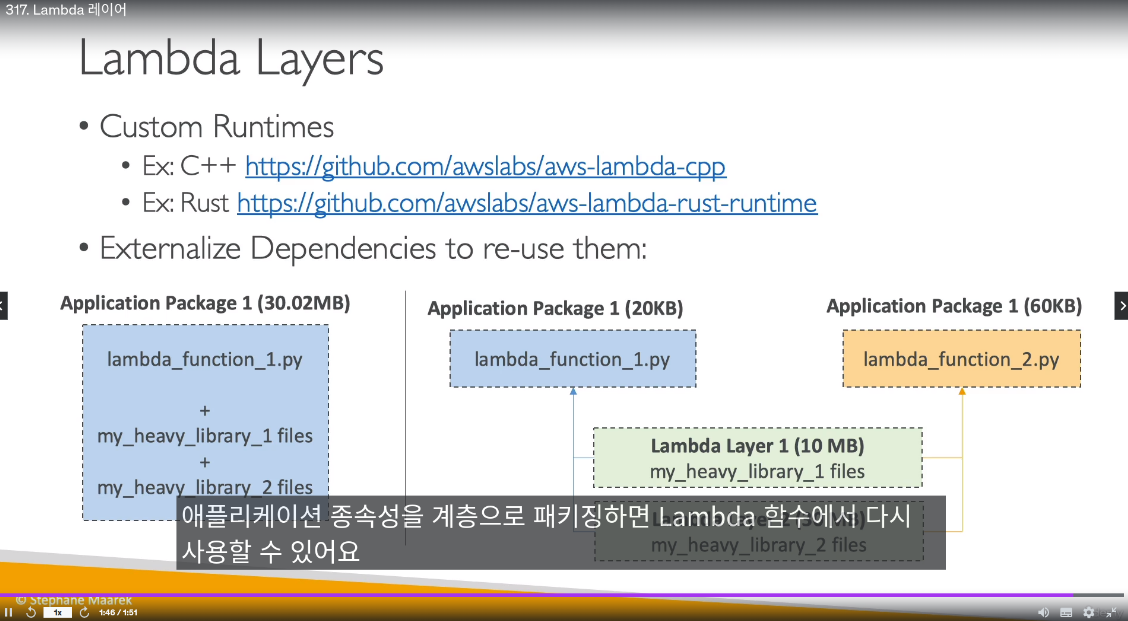 317. Lambda 레이어
Lambda Layers
• Custom Runtimes
• Ex: C++ https://github.com/awslabs/aws-lambda-cpp
• Ex: Rust https://github.com/awslabs/aws-lambda-rust-runtime
• Externalize Dependencies to re-use them:
Application Package 1 (30.02MB)
lambda_function_1.py
+
my_heavy_library_1 files
+
my_heavy_library_2 files
Application Package 1 (20KB)
lambda_function_1.py
Application Package 1 (60KB)
lambda_function_2.py
Lambda Layer 1 (10 MB)
my_heavy_library_1 files
my_heavy_library_2 files
애플리케이션 종속성을 계층으로 패키징하면 Lambda 함수에서 다시
사용할 수 있어요
© Stephane Maarek
1x
1:46 / 1:51